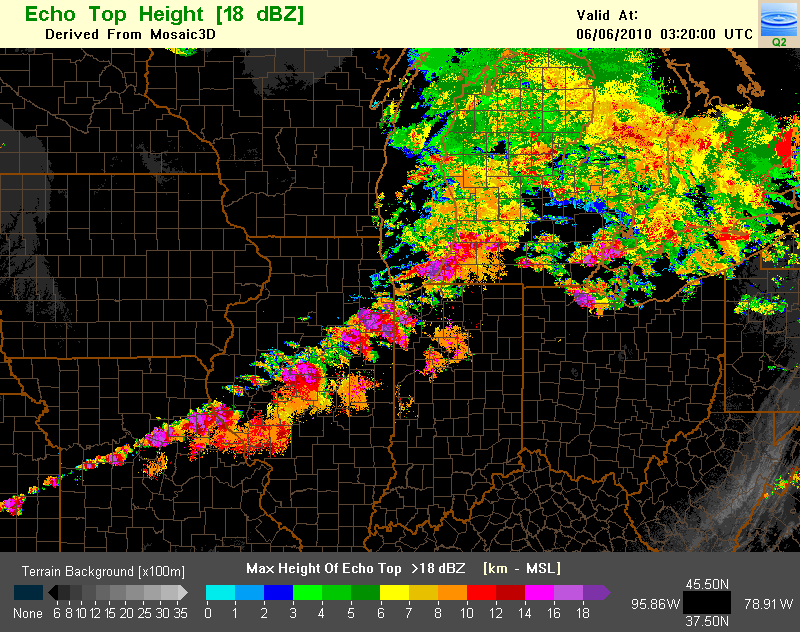 Echo Top Height [18 dBZ]
Derived From Mosaic3D
Valid At:
06/06/2010 03:20:00 UTC
Q2
Terrain Background [x100m]
None 6 8 10 12 15 20 25 30 35
Max Height Of Echo Top >18 dBZ [km - MSL]
0 1 2 3 4 5 6 7 8 10 12 14 16 18
45.50N
95.86W 78.91W
37.50N